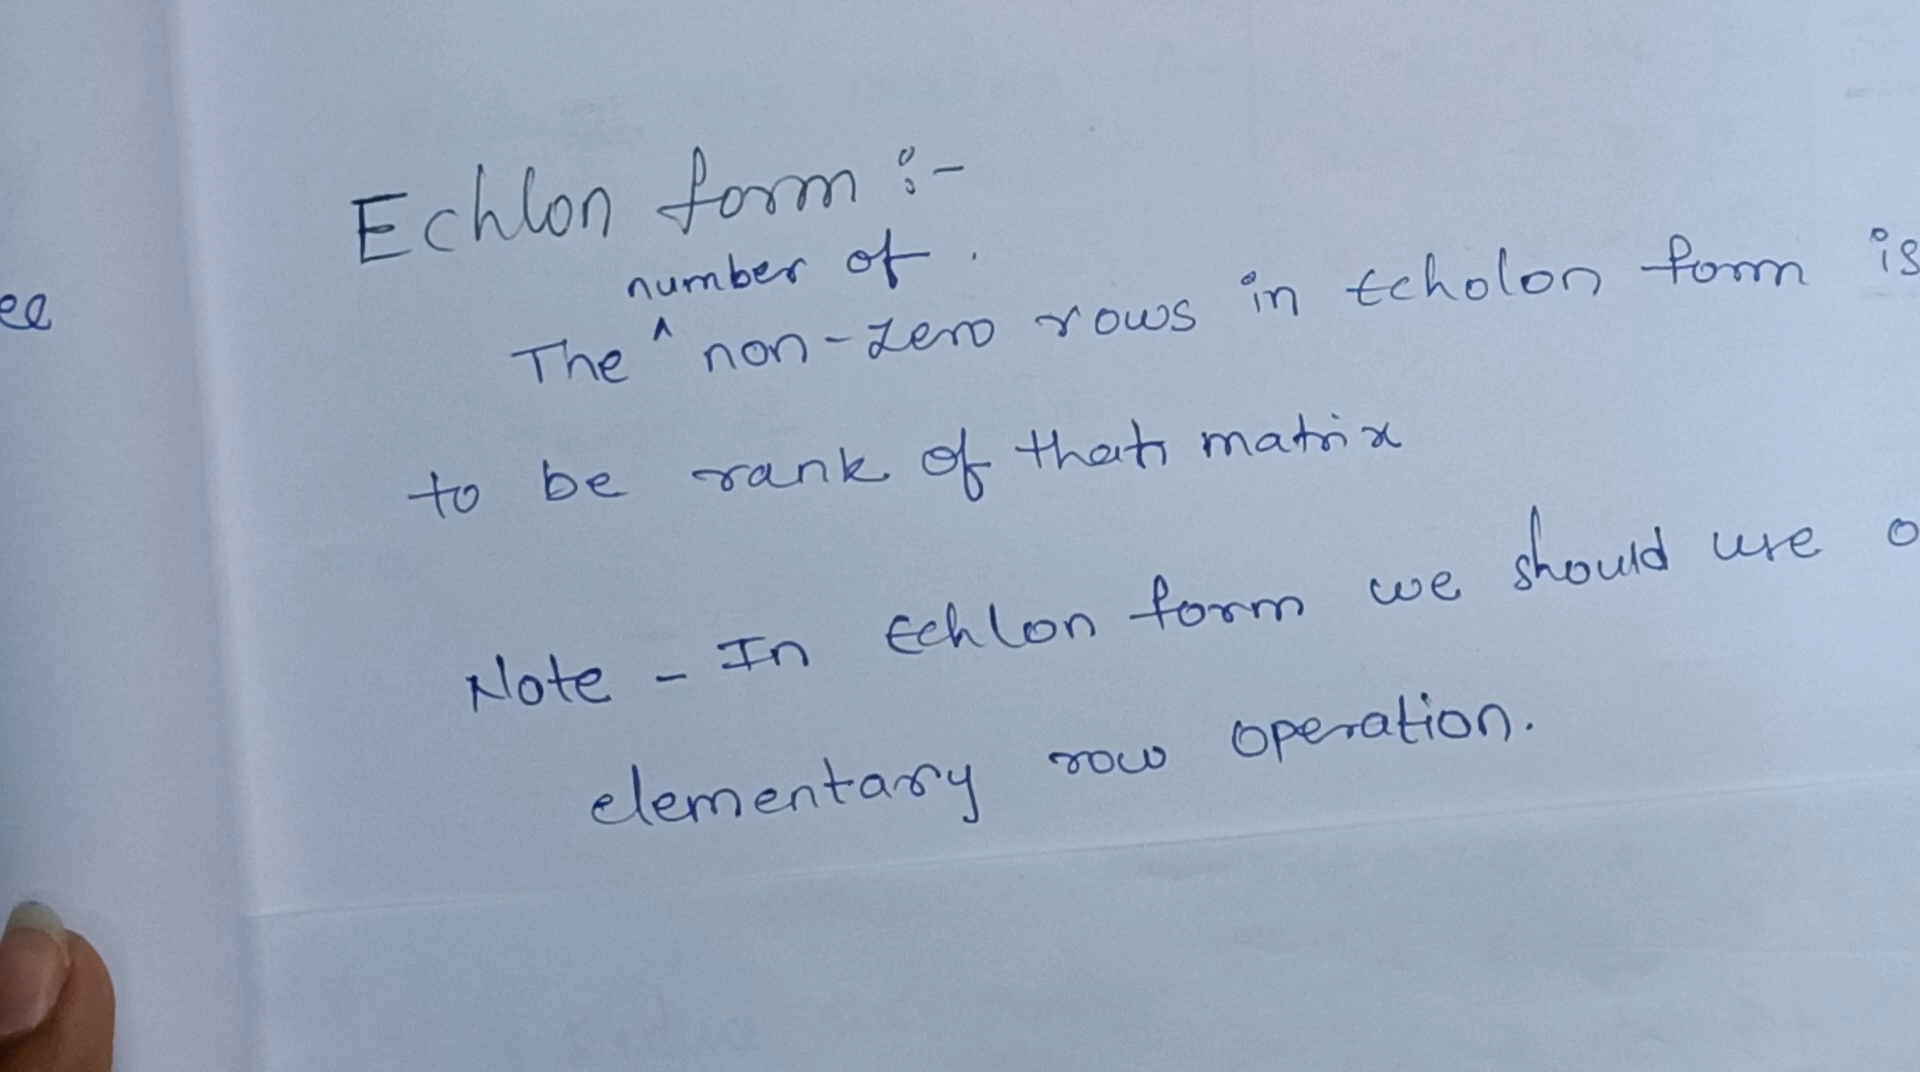 Echlon form :-
number of .
The ^ non-zero rows in Echolon form is
to be rank of that matrix
Note - In Echlon form we should use
elementary row operation.